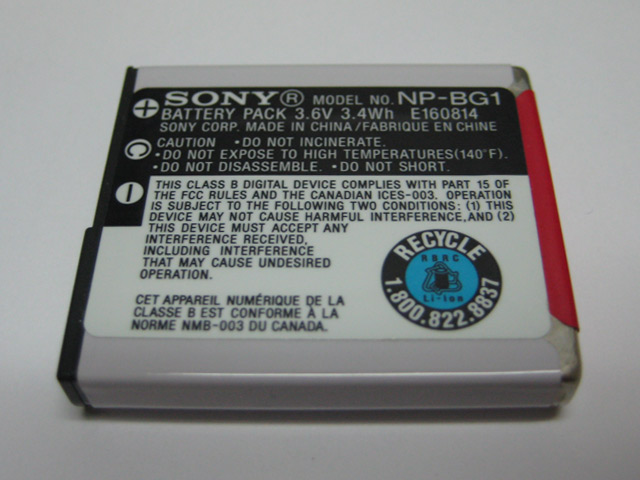 SONY® MODEL NO. NP-BG1
BATTERY PACK 3.6V 3.4Wh E160814
SONY CORP. MADE IN CHINA/FABRIQUE EN CHINE
CAUTION •DO NOT INCINERATE.
•DO NOT EXPOSE TO HIGH TEMPERATURES(140°F).
•DO NOT DISASSEMBLE. •DO NOT SHORT.
THIS CLASS B DIGITAL DEVICE COMPLIES WITH PART 15 OF
THE FCC RULES AND THE CANADIAN ICES-003. OPERATION
IS SUBJECT TO THE FOLLOWING TWO CONDITIONS: (1) THIS
DEVICE MAY NOT CAUSE HARMFUL INTERFERENCE,AND (2)
THIS DEVICE MUST ACCEPT ANY
INTERFERENCE RECEIVED,
INCLUDING INTERFERENCE
THAT MAY CAUSE UNDESIRED
OPERATION.
CET APPAREIL NUMÉRIQUE DE LA
CLASSE B EST CONFORME À LA
NORME NMB-003 DU CANADA.
RECYCLE
RBRC
Li-ion
1.800.822.8837